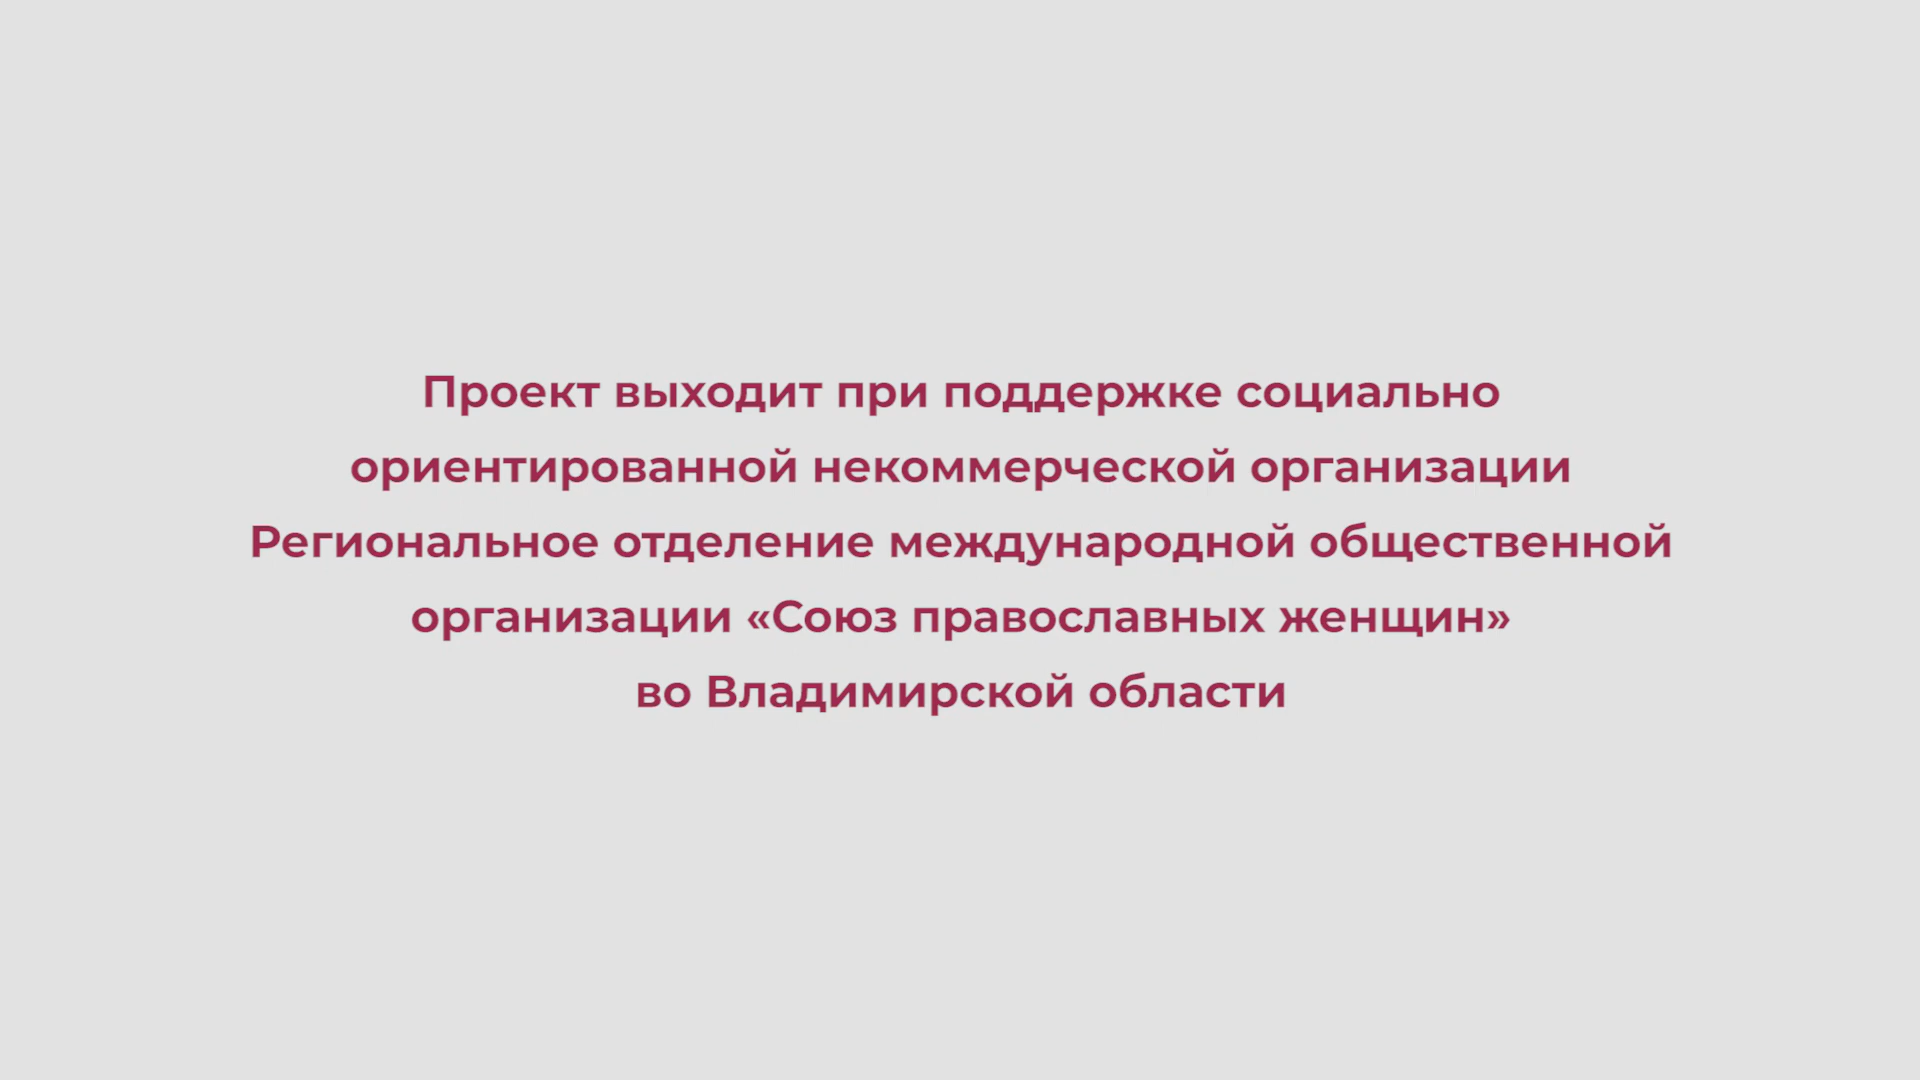 Проект выходит при поддержке социально
ориентированной некоммерческой организации
Региональное отделение международной общественной
организации «Союз православных женщин»
во Владимирской области